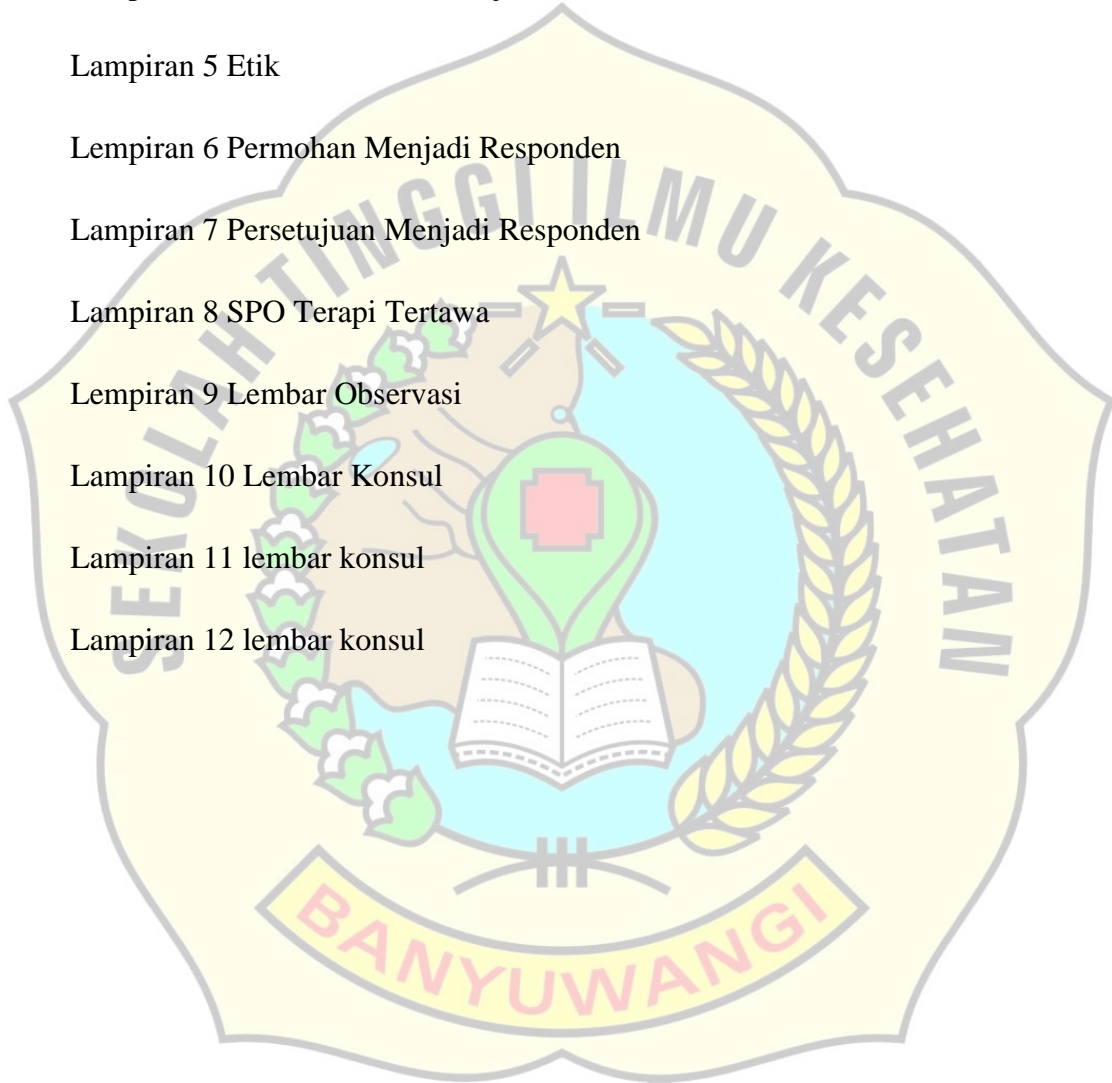 Lampiran 5 Etik
Lempiran 6 Permohan Menjadi Responden
Lampiran 7 Persetujuan Menjadi Responden
Lampiran 8 SPO Terapi Tertawa
Lempiran 9 Lembar Observasi
Lampiran 10 Lembar Konsul
Lampiran 11 lembar konsul
Lampiran 12 lembar konsul
SEKOLAH TINGGI ILMU KESEHATAN
BANYUWANGI